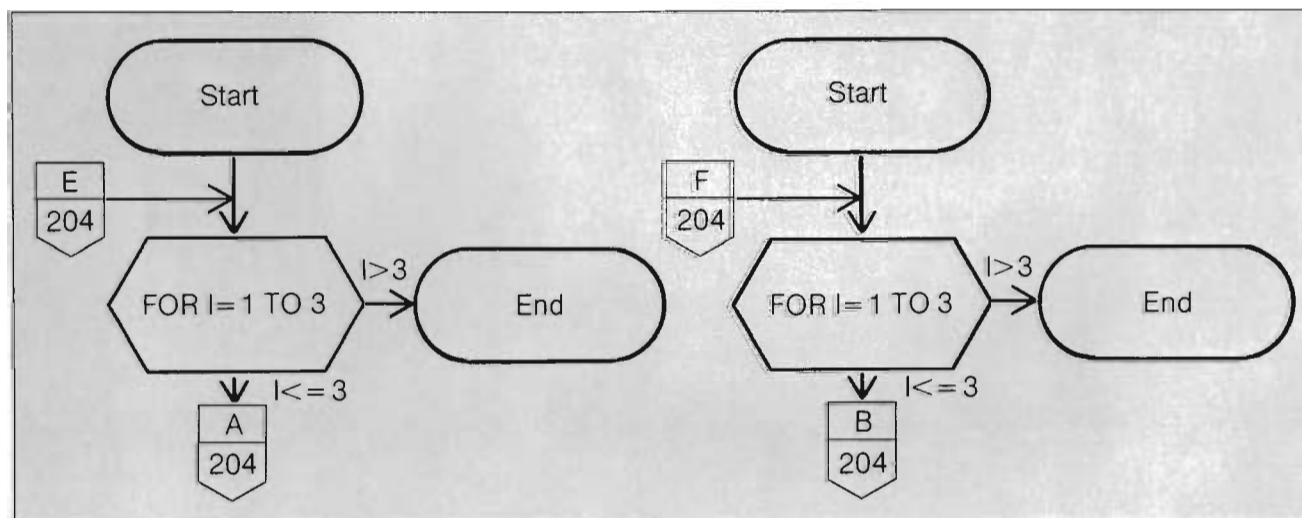 Start
E
204
FOR I=1 TO 3
I>3
End
I<=3
A
204
Start
F
204
FOR I=1 TO 3
I>3
End
I<=3
B
204